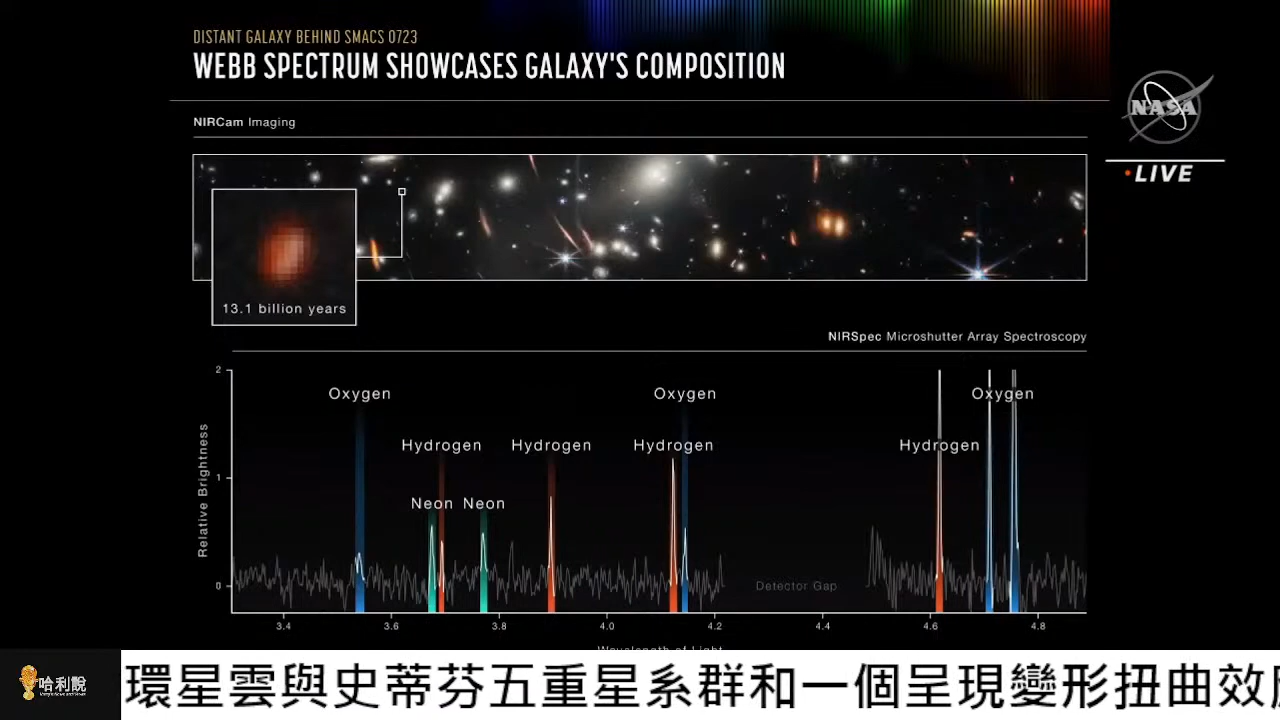 DISTANT GALAXY BEHIND SMACS 0723
WEBB SPECTRUM SHOWCASES GALAXY'S COMPOSITION
NASA
LIVE
NIRCam Imaging
13.1 billion years
NIRSpec Microshutter Array Spectroscopy
2
Oxygen
Oxygen
Oxygen
Hydrogen
Hydrogen
Hydrogen
Hydrogen
1
Neon
Neon
Relative Brightness
0
Detector Gap
3.4
3.6
3.8
4.0
4.2
4.4
4.6
4.8
Wavelength of Light
哈利說
環星雲與史蒂芬五重星系群和一個呈現變形扭曲效